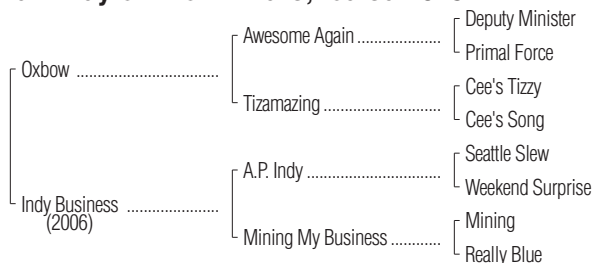 Deputy Minister
Awesome Again ......................
Primal Force
Oxbow ..............................
Cee's Tizzy
Tizamazing ........................
Cee's Song
Seattle Slew
A.P. Indy ...........................
Weekend Surprise
Indy Business ....................
(2006)
Mining
Mining My Business ............
Really Blue